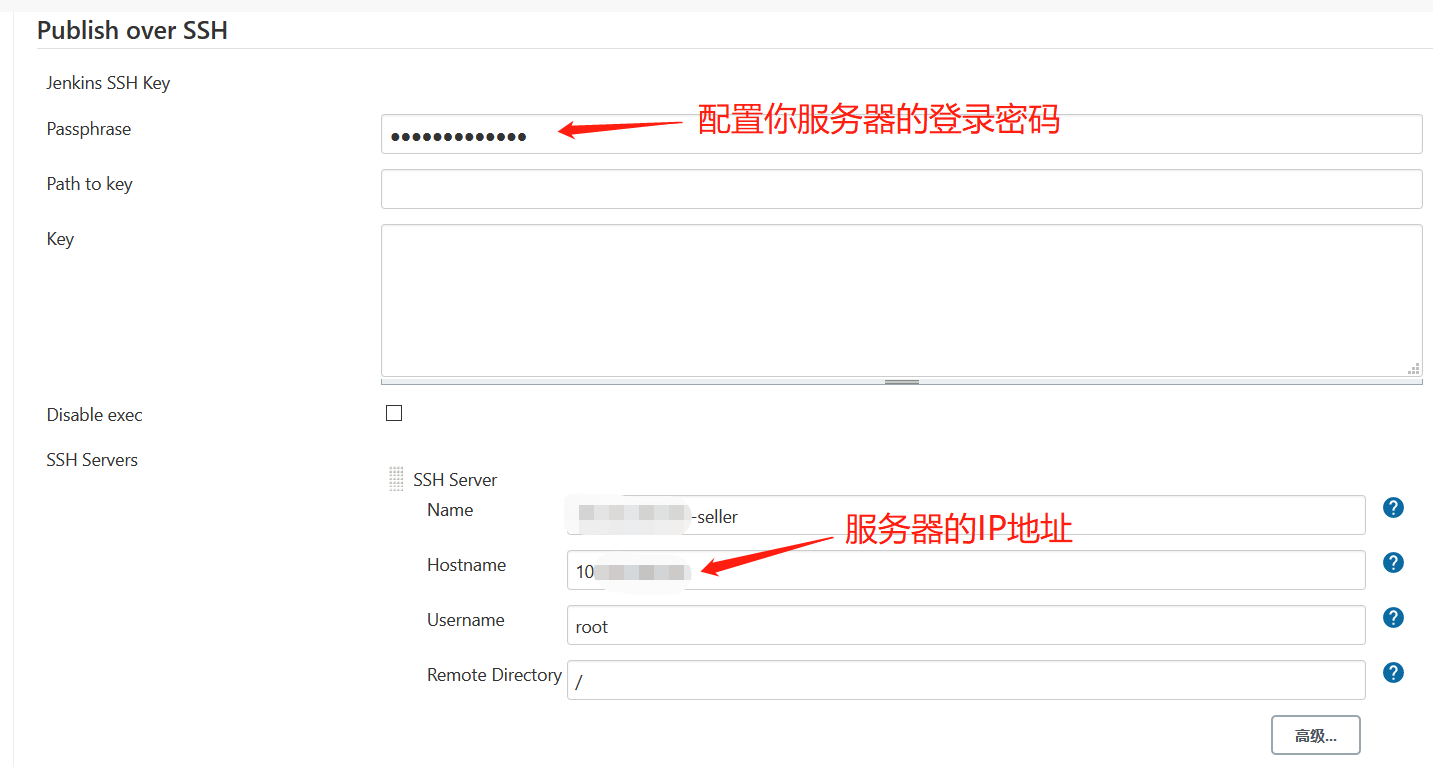 Publish over SSH
Jenkins SSH Key
Passphrase
配置你服务器的登录密码
Path to key
Key
Disable exec
SSH Servers
SSH Server
Name
-seller
服务器的IP地址
Hostname
10
Username
root
Remote Directory
/
高级...